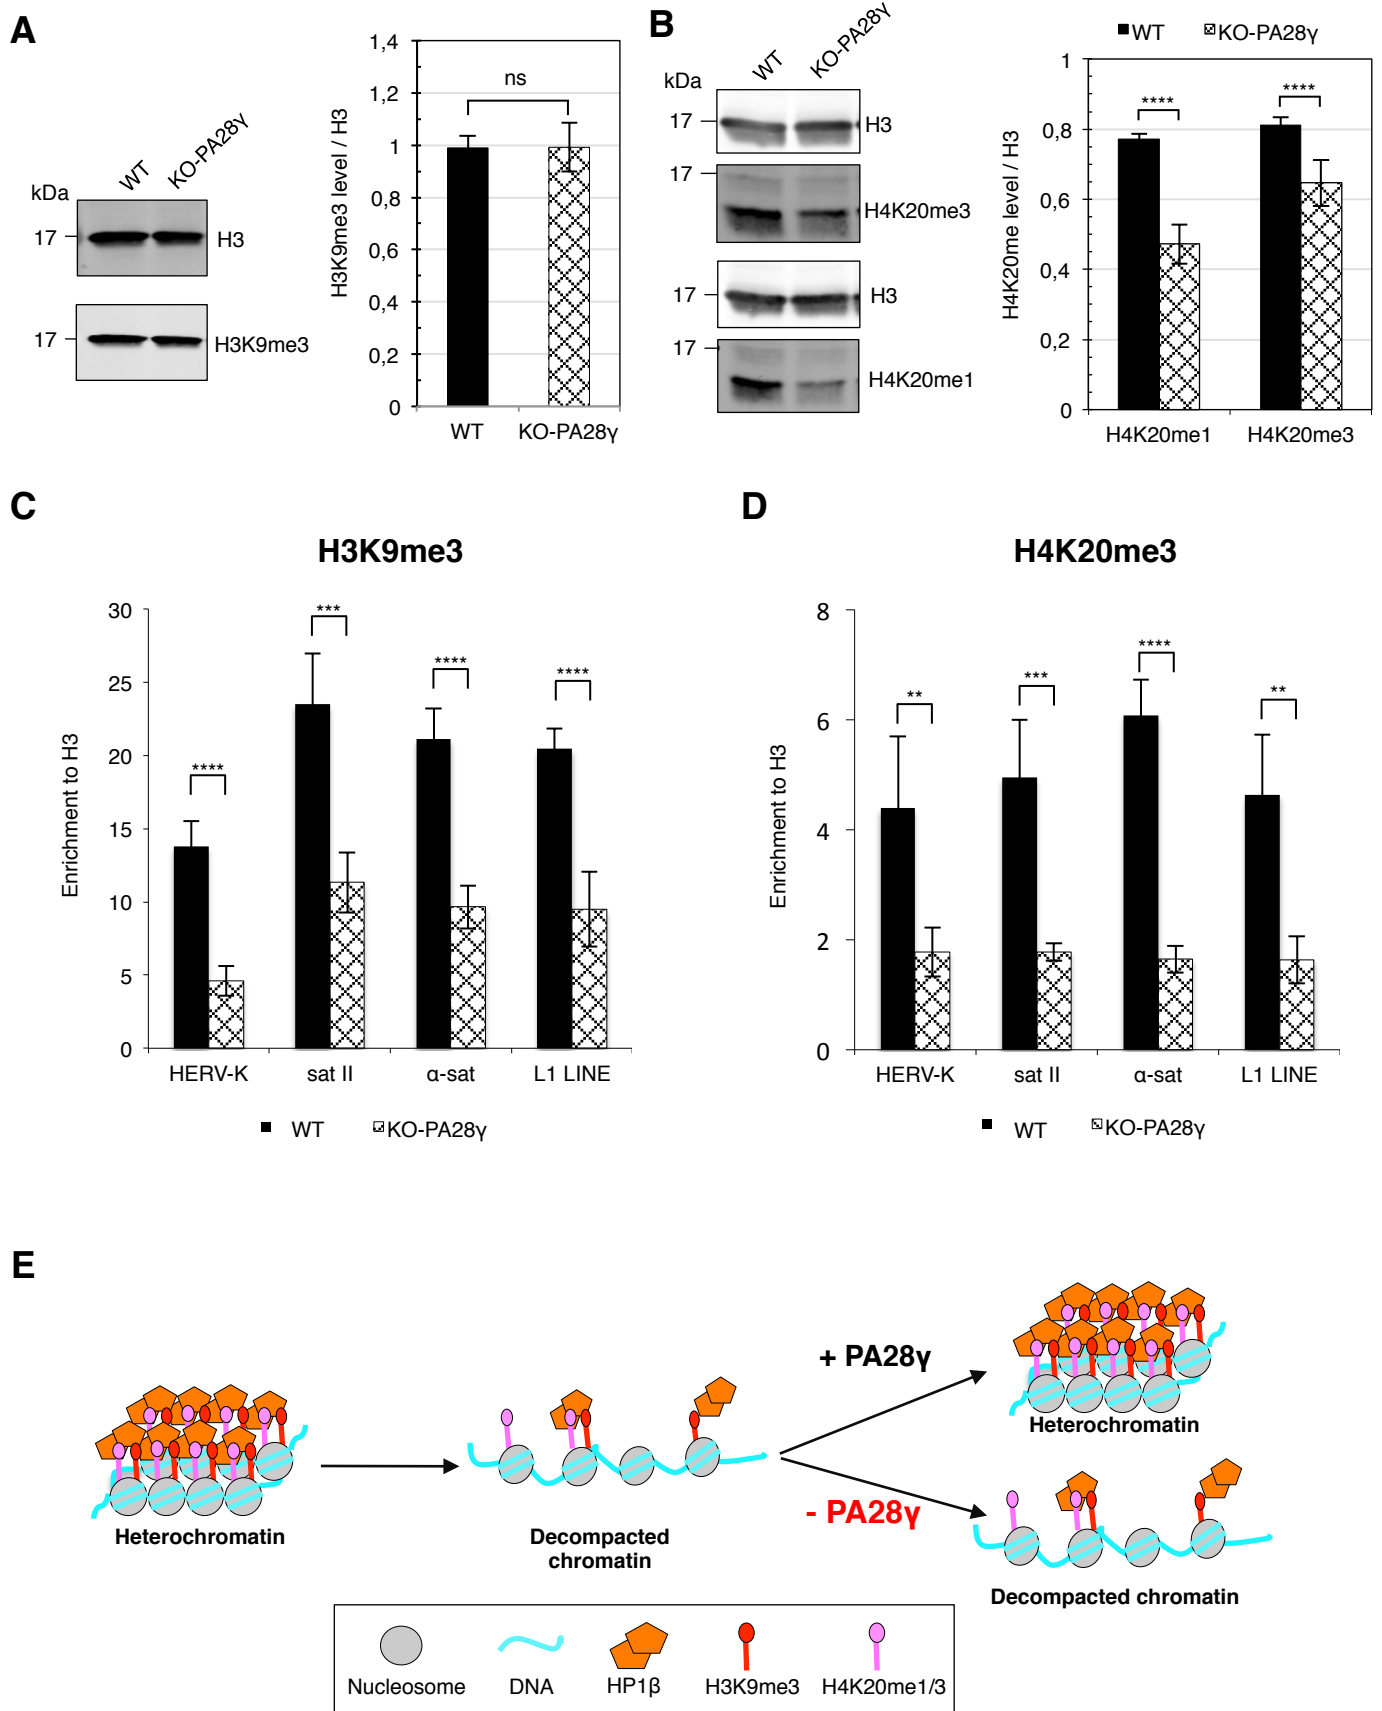 A
kDa
WT
KO-PA28γ
17
H3
17
H3K9me3
H3K9me3 level / H3
1,4
1,2
1
0,8
0,6
0,4
0,2
0
ns
WT
KO-PA28γ
B
kDa
WT
KO-PA28γ
17
H3
17
H4K20me3
17
H3
17
H4K20me1
WT
KO-PA28γ
H4K20me level / H3
1
0,8
0,6
0,4
0,2
0
****
****
H4K20me1
H4K20me3
C
H3K9me3
Enrichment to H3
30
25
20
15
10
5
0
****
***
****
****
HERV-K
sat II
α-sat
L1 LINE
WT
KO-PA28γ
D
H4K20me3
Enrichment to H3
8
6
4
2
0
**
***
****
**
HERV-K
sat II
α-sat
L1 LINE
WT
KO-PA28γ
E
Heterochromatin
Decompacted
chromatin
+ PA28γ
- PA28γ
Heterochromatin
Decompacted chromatin
Nucleosome
DNA
HP1β
H3K9me3
H4K20me1/3